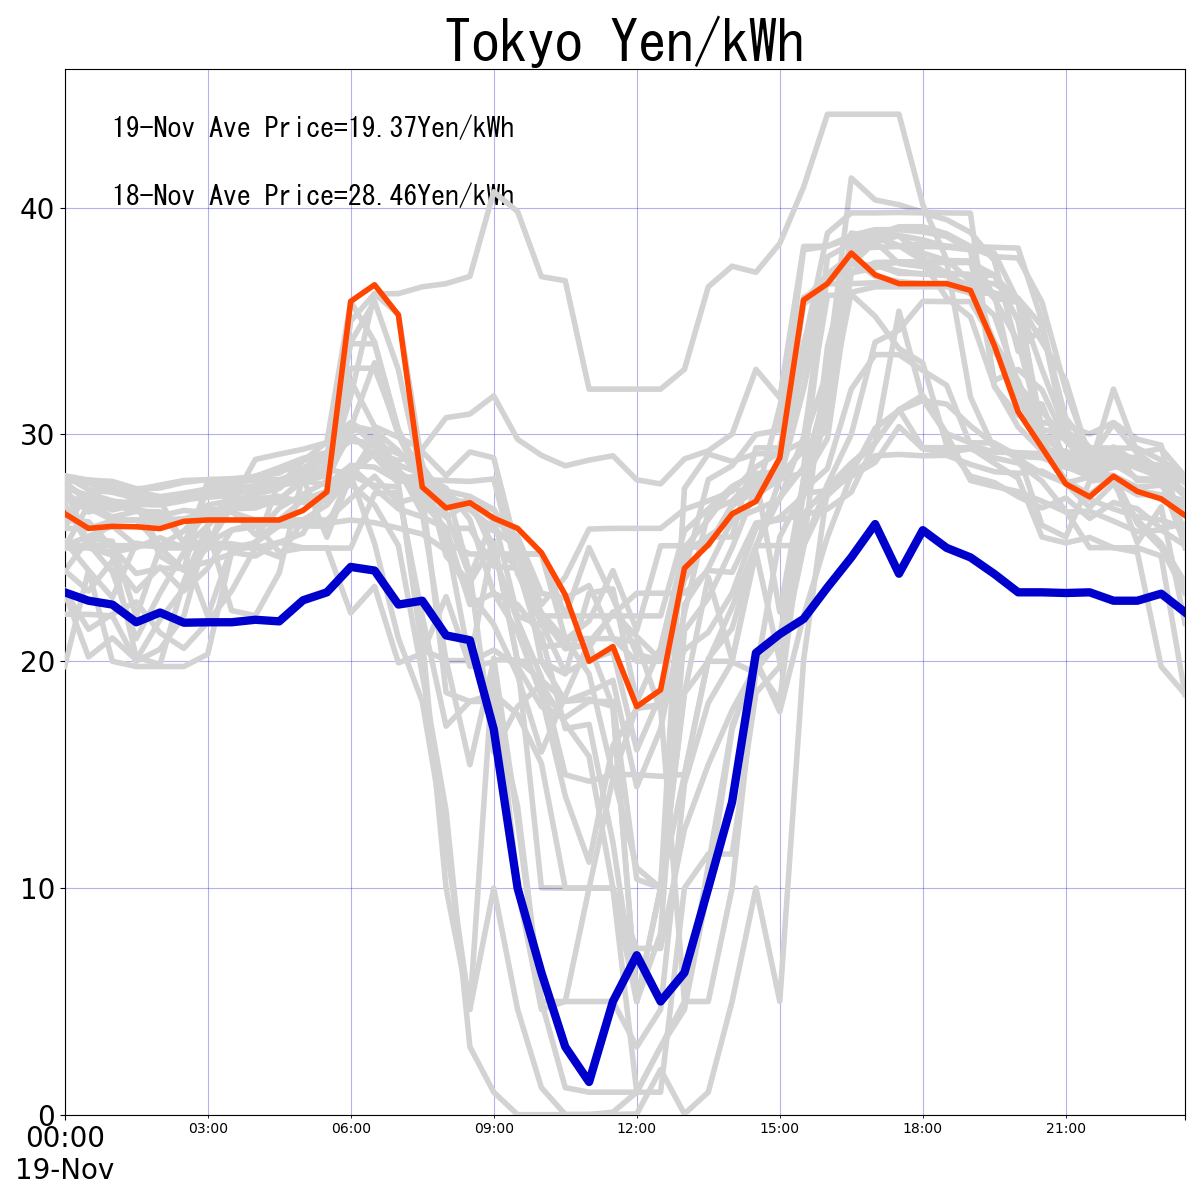 Tokyo Yen/kWh
19-Nov Ave Price=19.37Yen/kWh
18-Nov Ave Price=28.46Yen/kWh
40
30
20
10
0
00:00 03:00 06:00 09:00 12:00 15:00 18:00 21:00
19-Nov